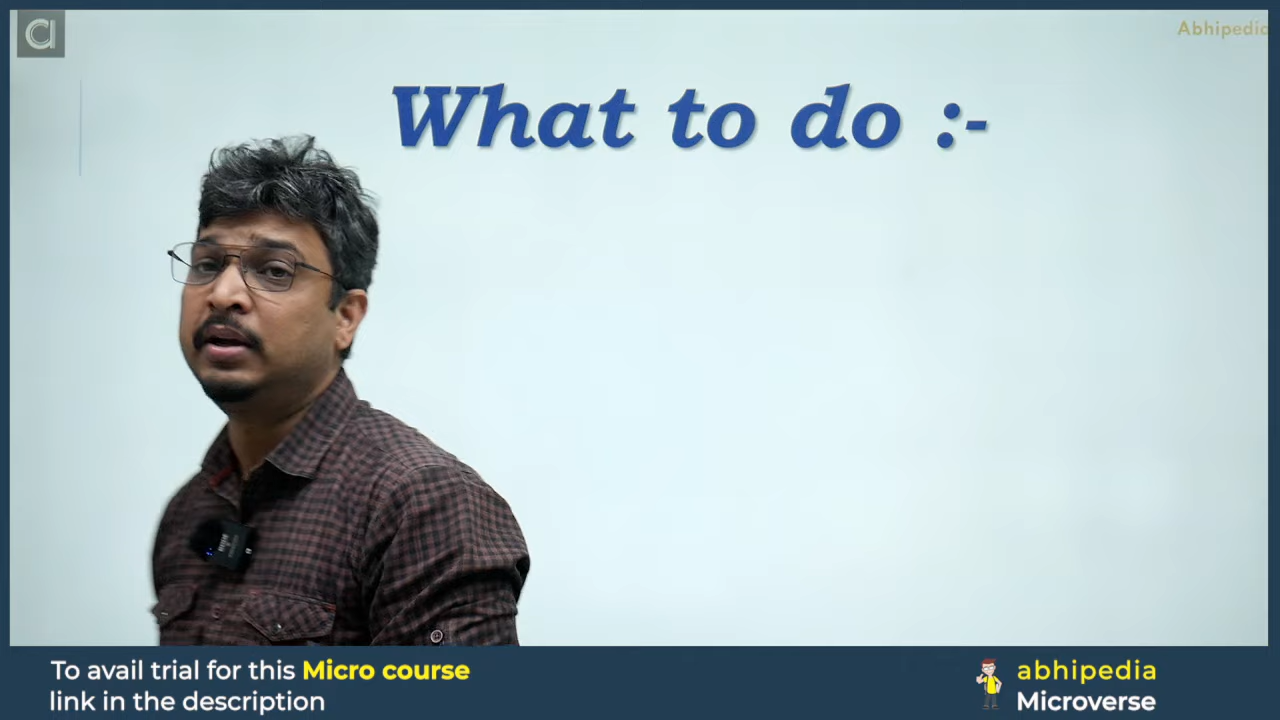 Abhipedia
What to do :-
To avail trial for this Micro course
link in the description
abhipedia
Microverse